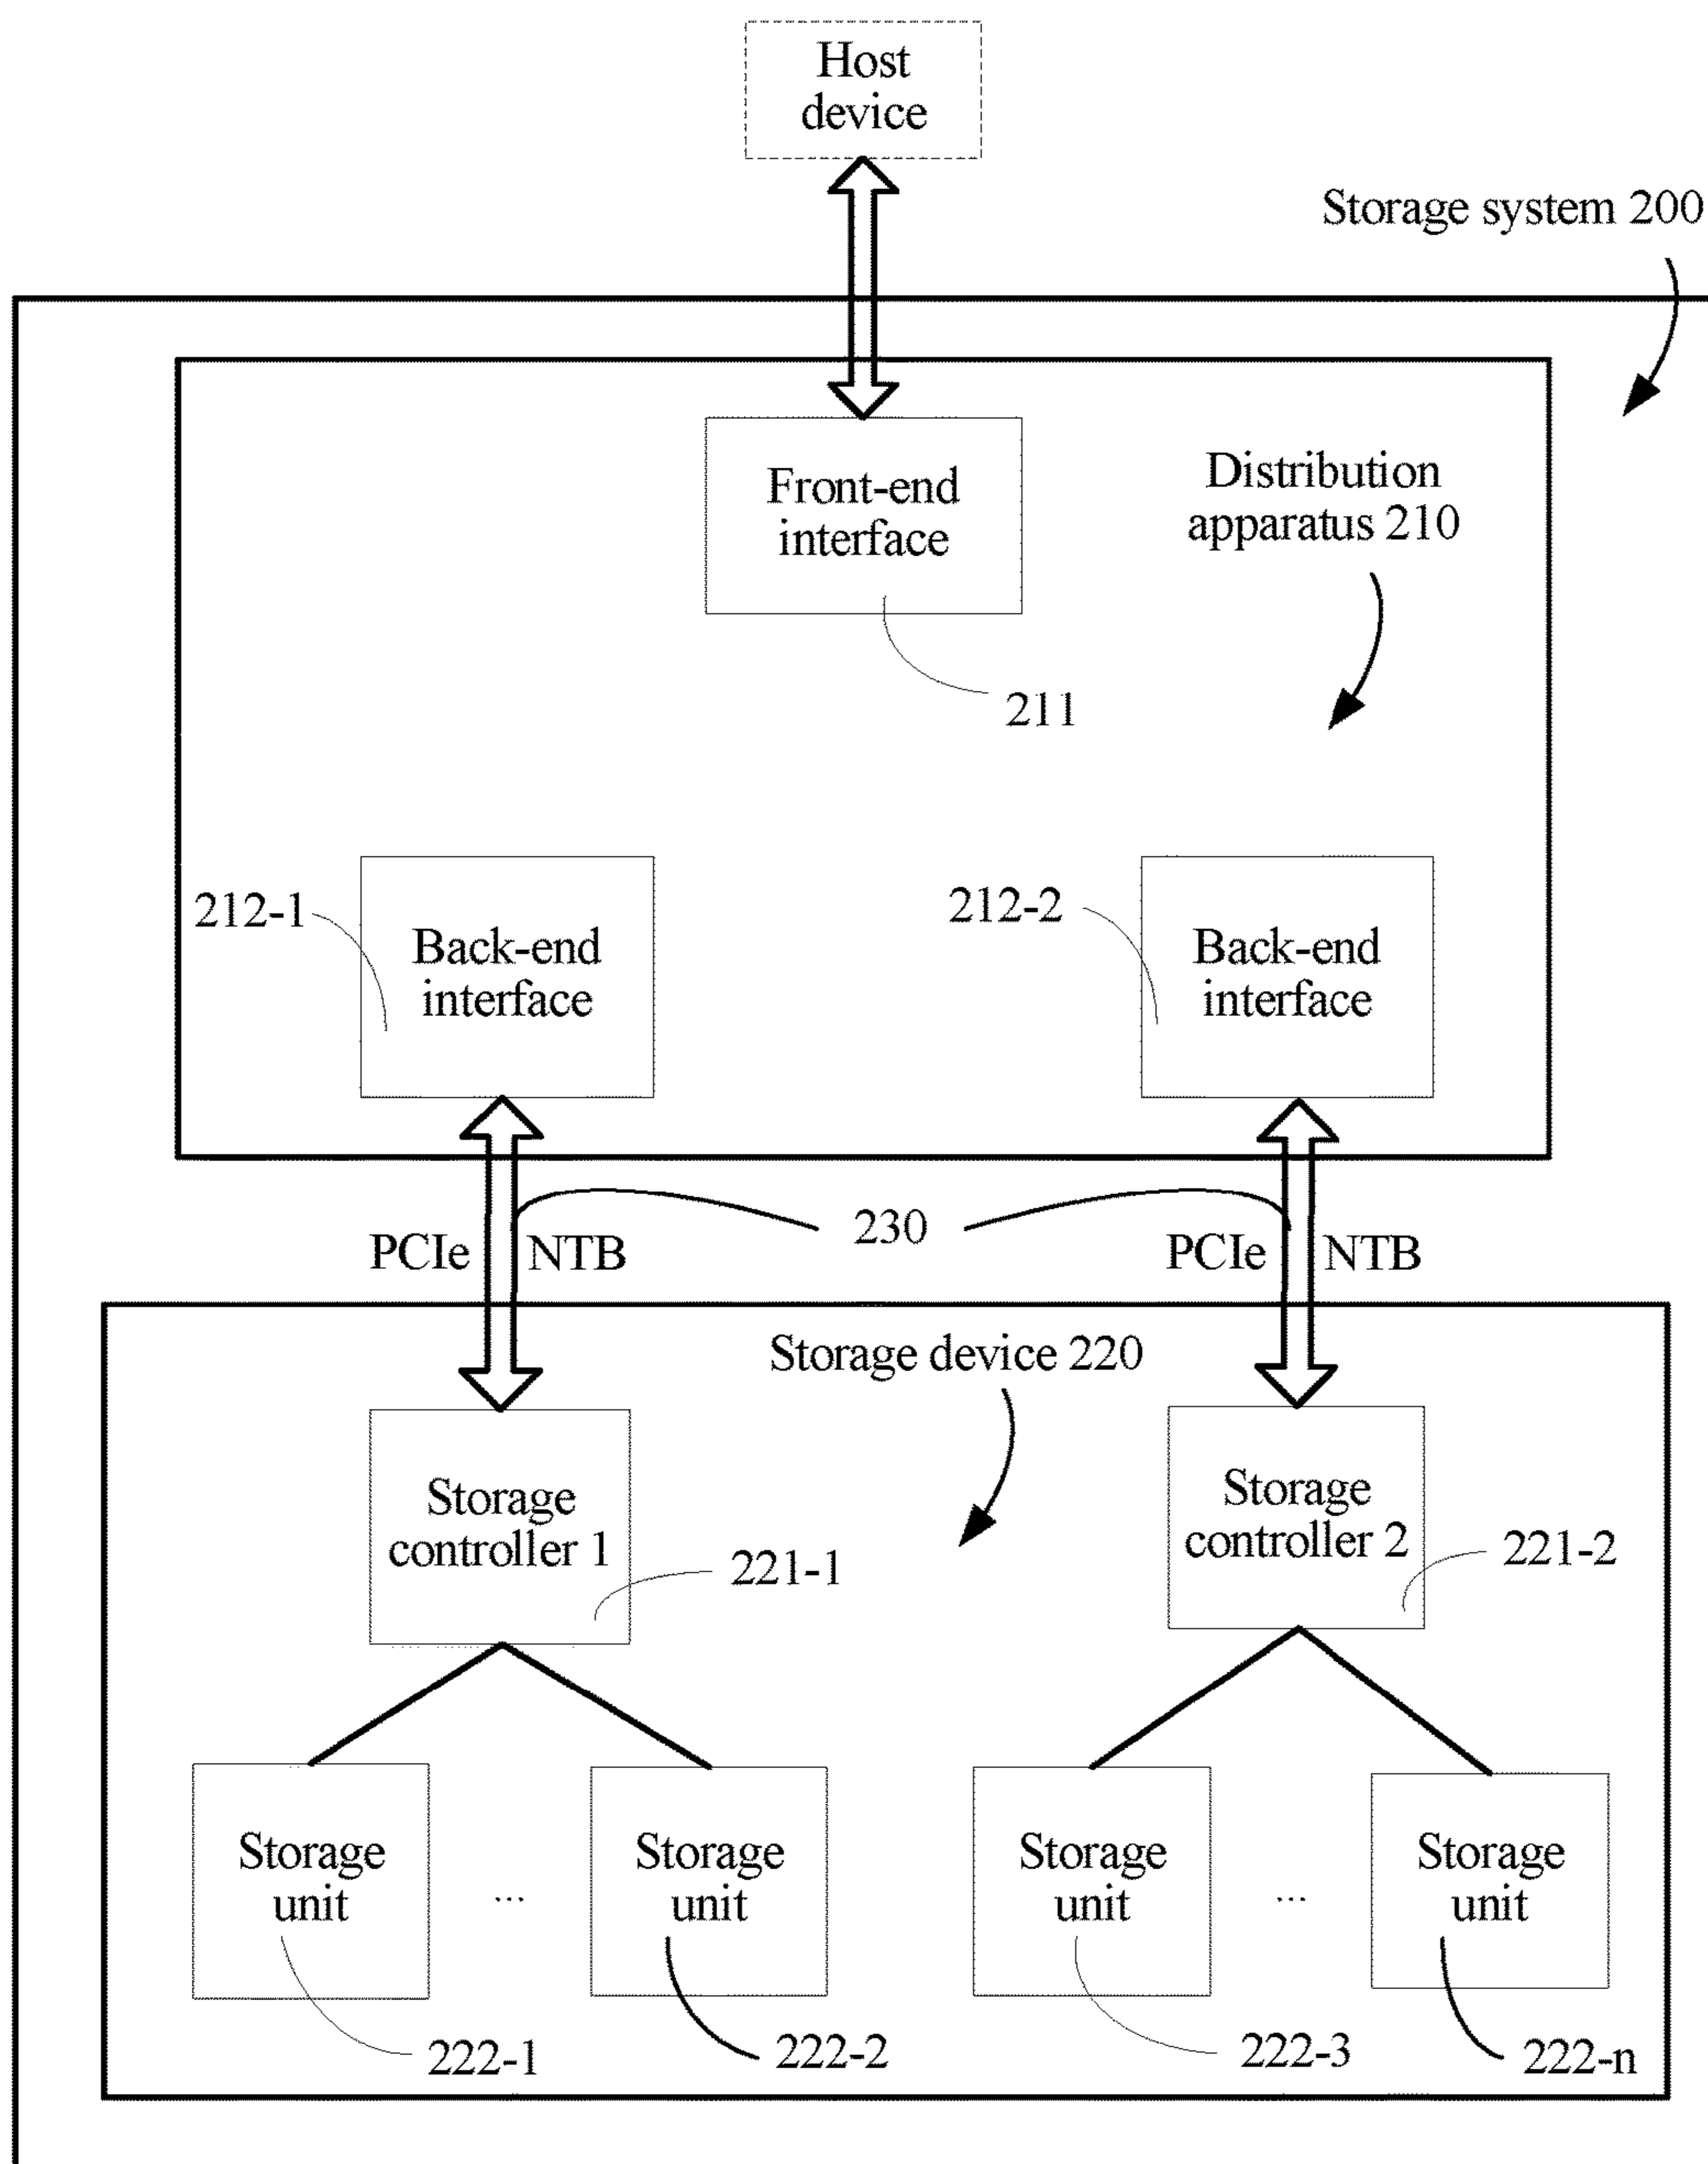 Host
device
Storage system 200
Front-end
interface
Distribution
apparatus 210
211
212-1
Back-end
interface
212-2
Back-end
interface
230
PCIe
NTB
PCIe
NTB
Storage device 220
Storage
controller 1
221-1
Storage
controller 2
221-2
Storage
unit
...
Storage
unit
Storage
unit
...
Storage
unit
222-1
222-2
222-3
222-n